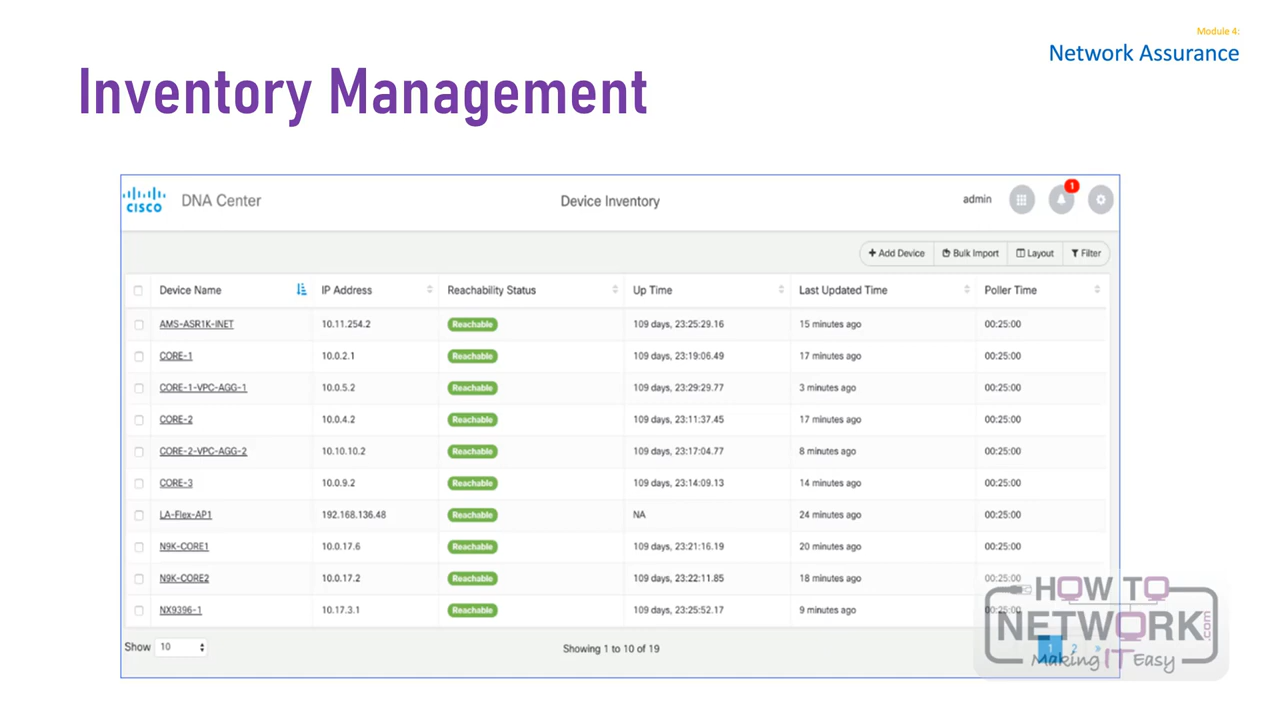 Module 4:
Network Assurance
Inventory Management
CISCO DNA Center Device Inventory admin 1
Add Device Bulk Import Layout Filter
Device Name IP Address Reachability Status Up Time Last Updated Time Poller Time
AMS-ASR1K-INET 10.11.254.2 Reachable 109 days, 23:25:29.16 15 minutes ago 00:25:00
CORE-1 10.0.2.1 Reachable 109 days, 23:19:06.49 17 minutes ago 00:25:00
CORE-1-VPC-AGG-1 10.0.5.2 Reachable 109 days, 23:29:29.77 3 minutes ago 00:25:00
CORE-2 10.0.4.2 Reachable 109 days, 23:11:37.45 17 minutes ago 00:25:00
CORE-2-VPC-AGG-2 10.10.10.2 Reachable 109 days, 23:17:04.77 8 minutes ago 00:25:00
CORE-3 10.0.9.2 Reachable 109 days, 23:14:09.13 14 minutes ago 00:25:00
LA-Flex-AP1 192.168.136.48 Reachable NA 24 minutes ago 00:25:00
N9K-CORE1 10.0.17.6 Reachable 109 days, 23:21:16.19 20 minutes ago 00:25:00
N9K-CORE2 10.0.17.2 Reachable 109 days, 23:22:11.85 18 minutes ago 00:25:00
NX9396-1 10.17.3.1 Reachable 109 days, 23:25:52.17 9 minutes ago 00:25:00
Show 10 Showing 1 to 10 of 19 1 2 »
HOW TO
NETWORK.com
Making IT Easy